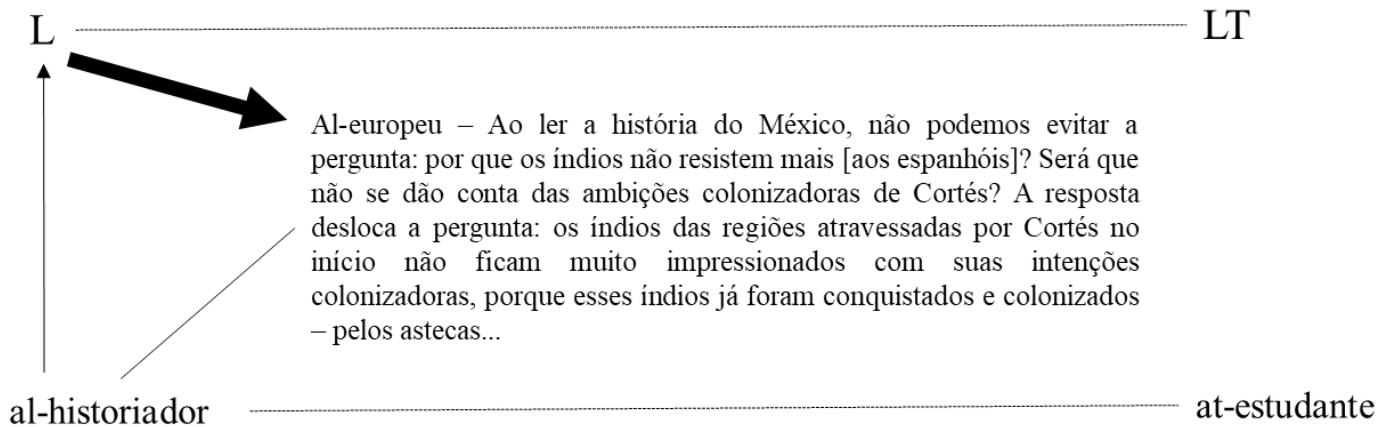 L LT
Al-europeu – Ao ler a história do México, não podemos evitar a
pergunta: por que os índios não resistem mais [aos espanhóis]? Será que
não se dão conta das ambições colonizadoras de Cortés? A resposta
desloca a pergunta: os índios das regiões atravessadas por Cortés no
início não ficam muito impressionados com suas intenções
colonizadoras, porque esses índios já foram conquistados e colonizados
– pelos astecas...
al-historiador at-estudante